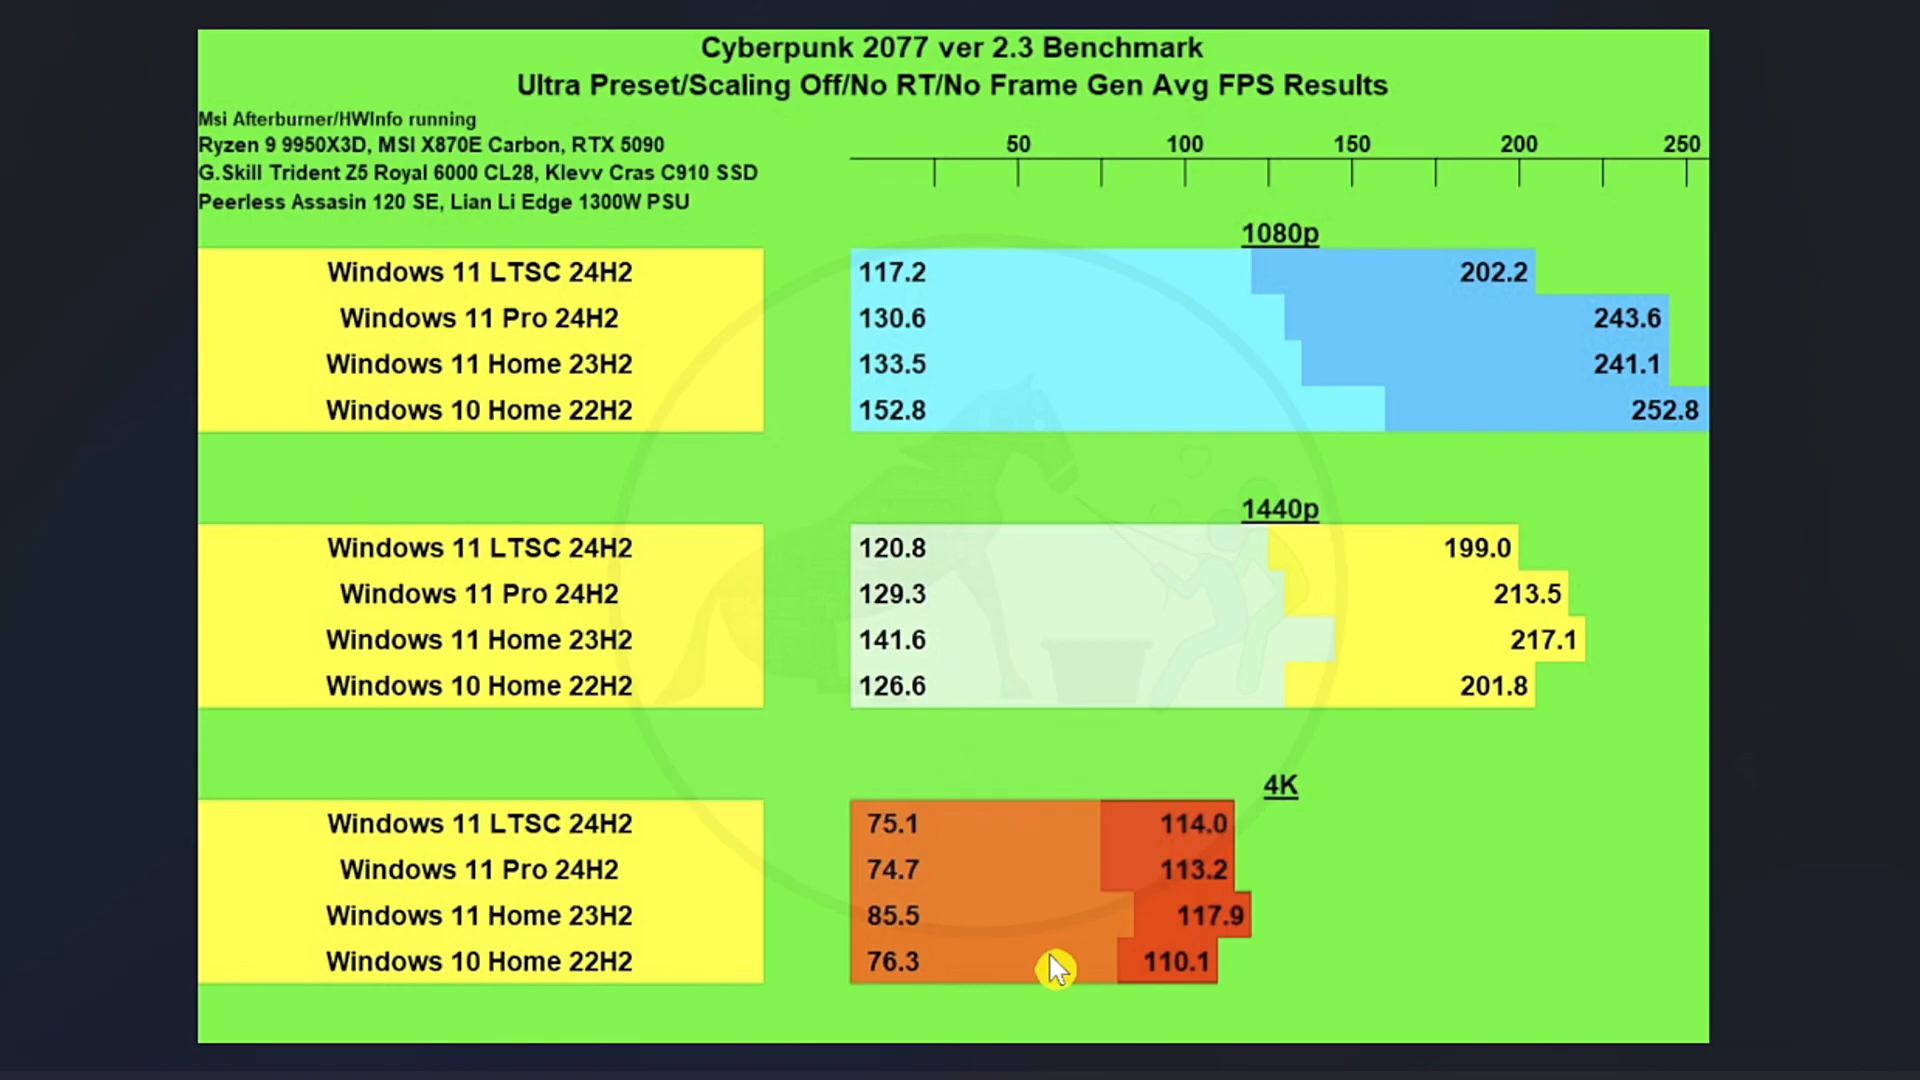 Cyberpunk 2077 ver 2.3 Benchmark
Ultra Preset/Scaling Off/No RT/No Frame Gen Avg FPS Results
Msi Afterburner/HWInfo running
Ryzen 9 9950X3D, MSI X870E Carbon, RTX 5090
G.Skill Trident Z5 Royal 6000 CL28, Klevv Cras C910 SSD
Peerless Assasin 120 SE, Lian Li Edge 1300W PSU
50 100 150 200 250
1080p
Windows 11 LTSC 24H2 117.2 202.2
Windows 11 Pro 24H2 130.6 243.6
Windows 11 Home 23H2 133.5 241.1
Windows 10 Home 22H2 152.8 252.8
1440p
Windows 11 LTSC 24H2 120.8 199.0
Windows 11 Pro 24H2 129.3 213.5
Windows 11 Home 23H2 141.6 217.1
Windows 10 Home 22H2 126.6 201.8
4K
Windows 11 LTSC 24H2 75.1 114.0
Windows 11 Pro 24H2 74.7 113.2
Windows 11 Home 23H2 85.5 117.9
Windows 10 Home 22H2 76.3 110.1